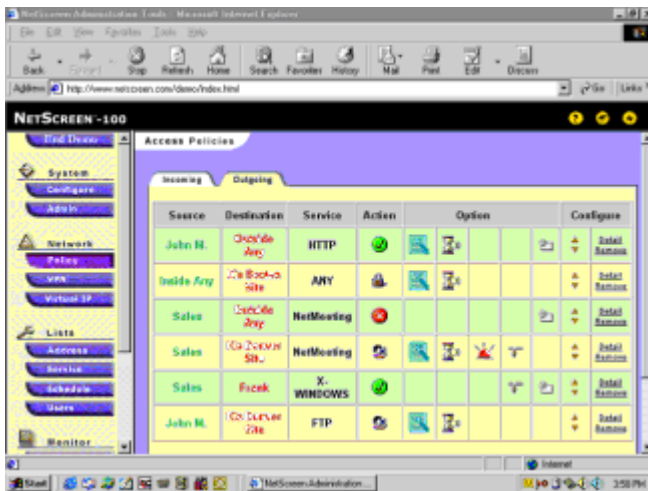 NetScreen Administration Tools - Microsoft Internet Explorer
File Edit View Favorites Tools Help
Back Forward Stop Refresh Home Search Favorites History Mail Print Edit Discuss
Address http://www.netscreen.com/demo/index.html Go Links
NETSCREEN-100
End Demo
Access Policies
System
Configure
Admin
Network
Policy
VPN
Virtual IP
Lists
Address
Service
Schedule
Users
Monitor
Incoming Outgoing
Source Destination Service Action Option Configure
John M. Outside Any HTTP Detail Remove
Inside Any Site ANY Detail Remove
Sales Outside Any NetMeeting Detail Remove
Sales NetMeeting Detail Remove
Sales Frank X-WINDOWS Detail Remove
John M. Site FTP Detail Remove
Internet
Start NetScreen Administration ... 3:50 PM